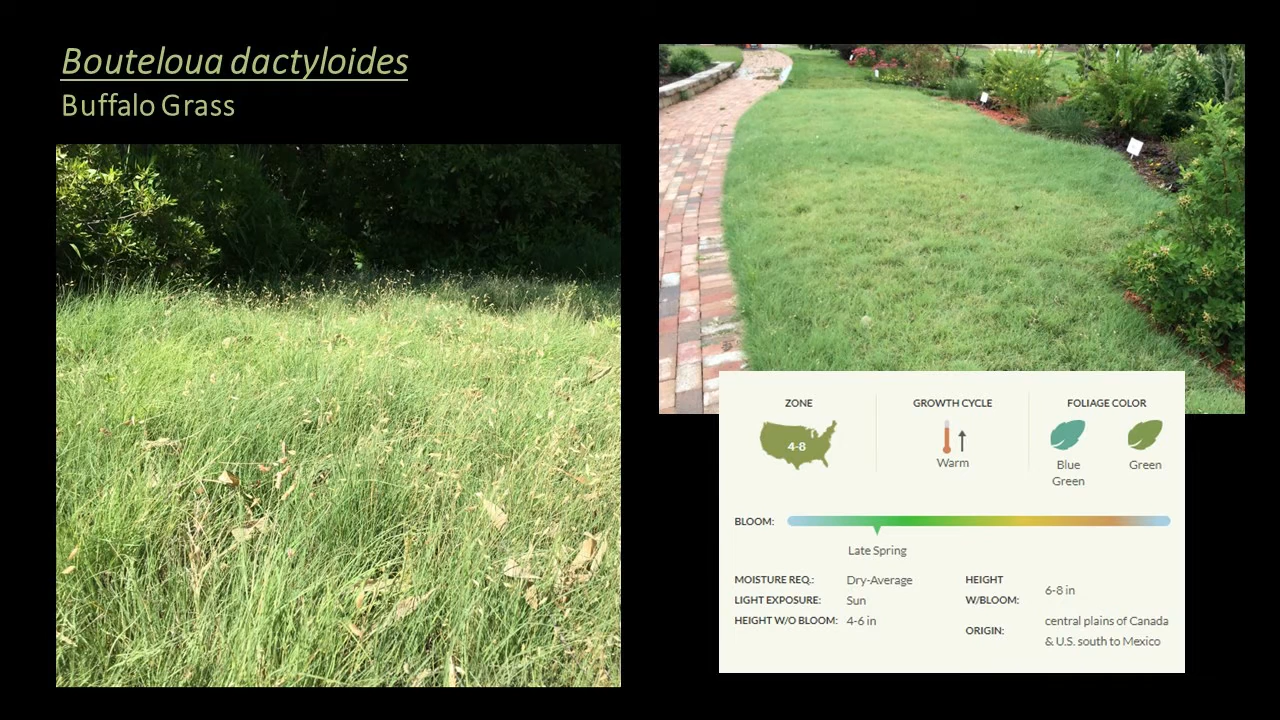 Bouteloua dactyloides
Buffalo Grass
ZONE
4-8
GROWTH CYCLE
Warm
FOLIAGE COLOR
Blue
Green
Green
BLOOM:
Late Spring
MOISTURE REQ.: Dry-Average
LIGHT EXPOSURE: Sun
HEIGHT W/O BLOOM: 4-6 in
HEIGHT
W/BLOOM:
6-8 in
ORIGIN:
central plains of Canada
& U.S. south to Mexico